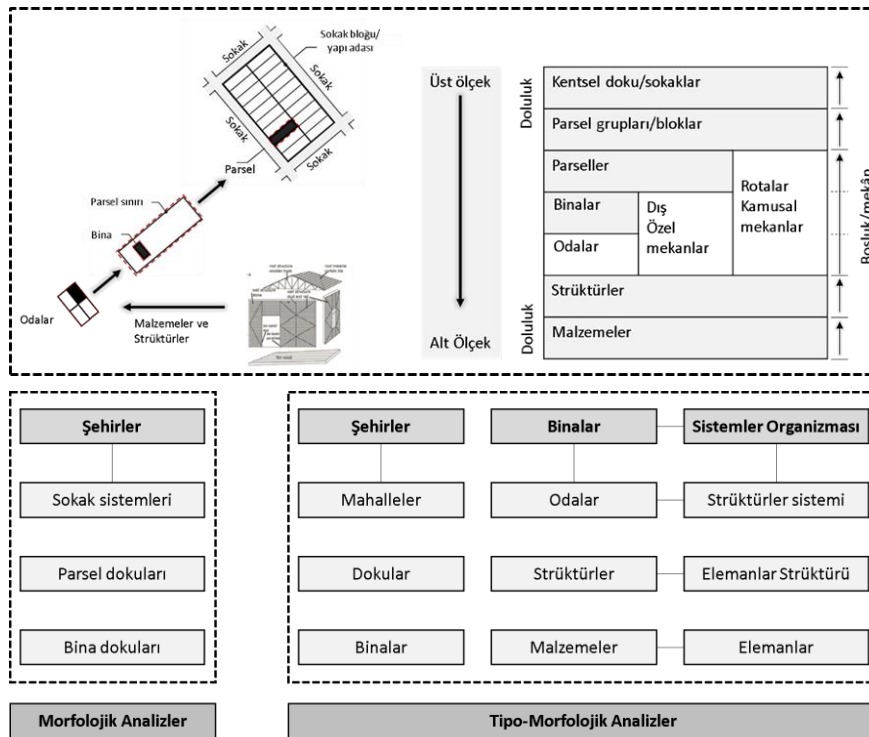 Sokak bloğu/
yapı adası
Sokak
Sokak
Sokak
Sokak
Parsel
Parsel sınırı
Bina
Odalar
Malzemeler ve
Strüktürler
Üst ölçek
Alt Ölçek
Doluluk
Doluluk
Kentsel doku/sokaklar
Parsel grupları/bloklar
Parseller
Binalar
Odalar
Dış
Özel
mekanlar
Rotalar
Kamusal
mekanlar
Strüktürler
Malzemeler
Boşluk/mekân
Şehirler
Sokak sistemleri
Parsel dokuları
Bina dokuları
Morfolojik Analizler
Şehirler
Binalar
Sistemler Organizması
Mahalleler
Odalar
Strüktürler sistemi
Dokular
Strüktürler
Elemanlar Strüktürü
Binalar
Malzemeler
Elemanlar
Tipo-Morfolojik Analizler